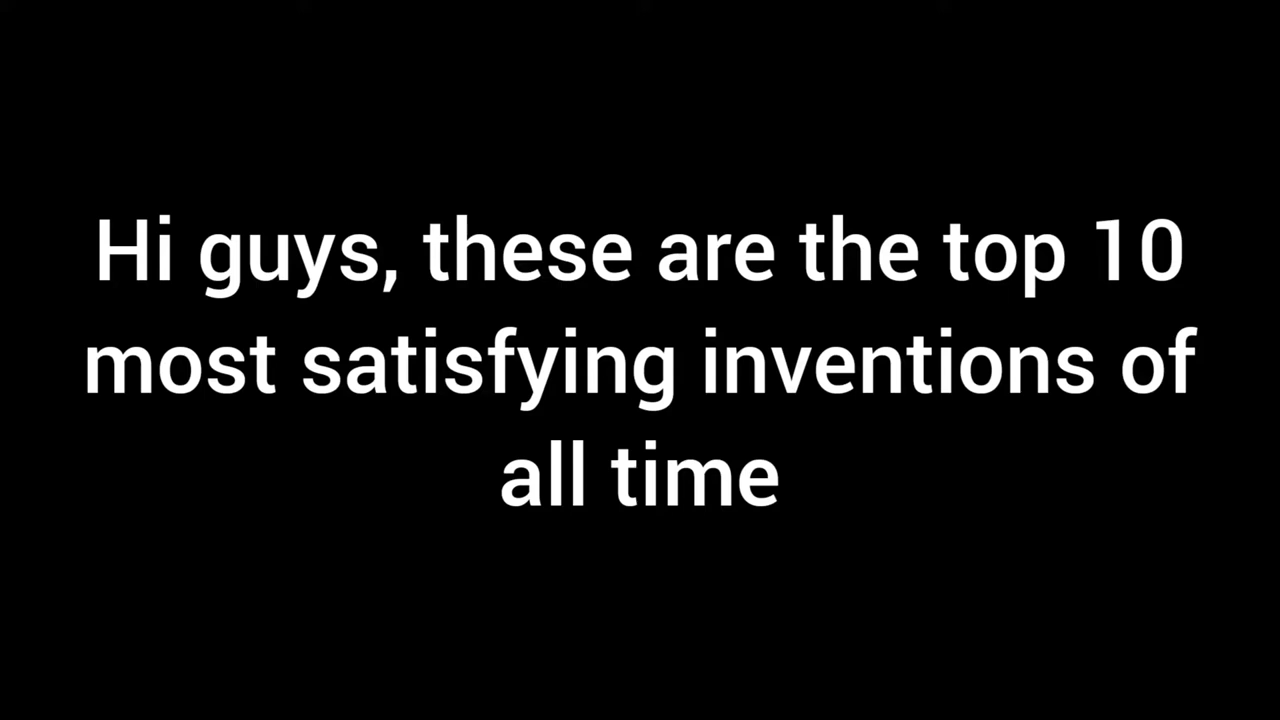 Hi guys, these are the top 10
most satisfying inventions of
all time